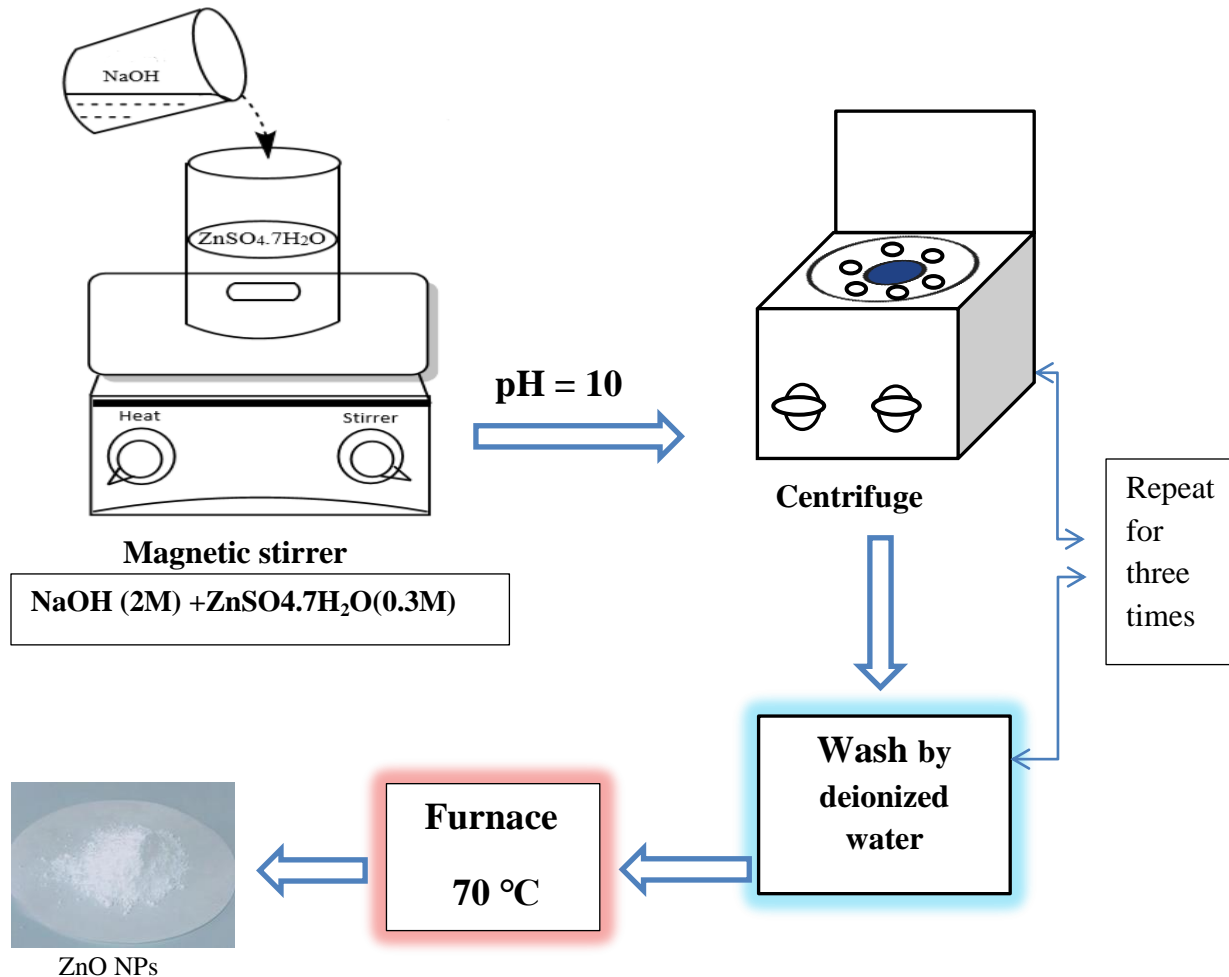 NaOH
ZnSO4.7H₂O
Heat
Stirrer
Magnetic stirrer
NaOH (2M) +ZnSO4.7H₂O(0.3M)
pH = 10
Centrifuge
Repeat
for
three
times
Wash by
deionized
water
Furnace
70 °C
ZnO NPs